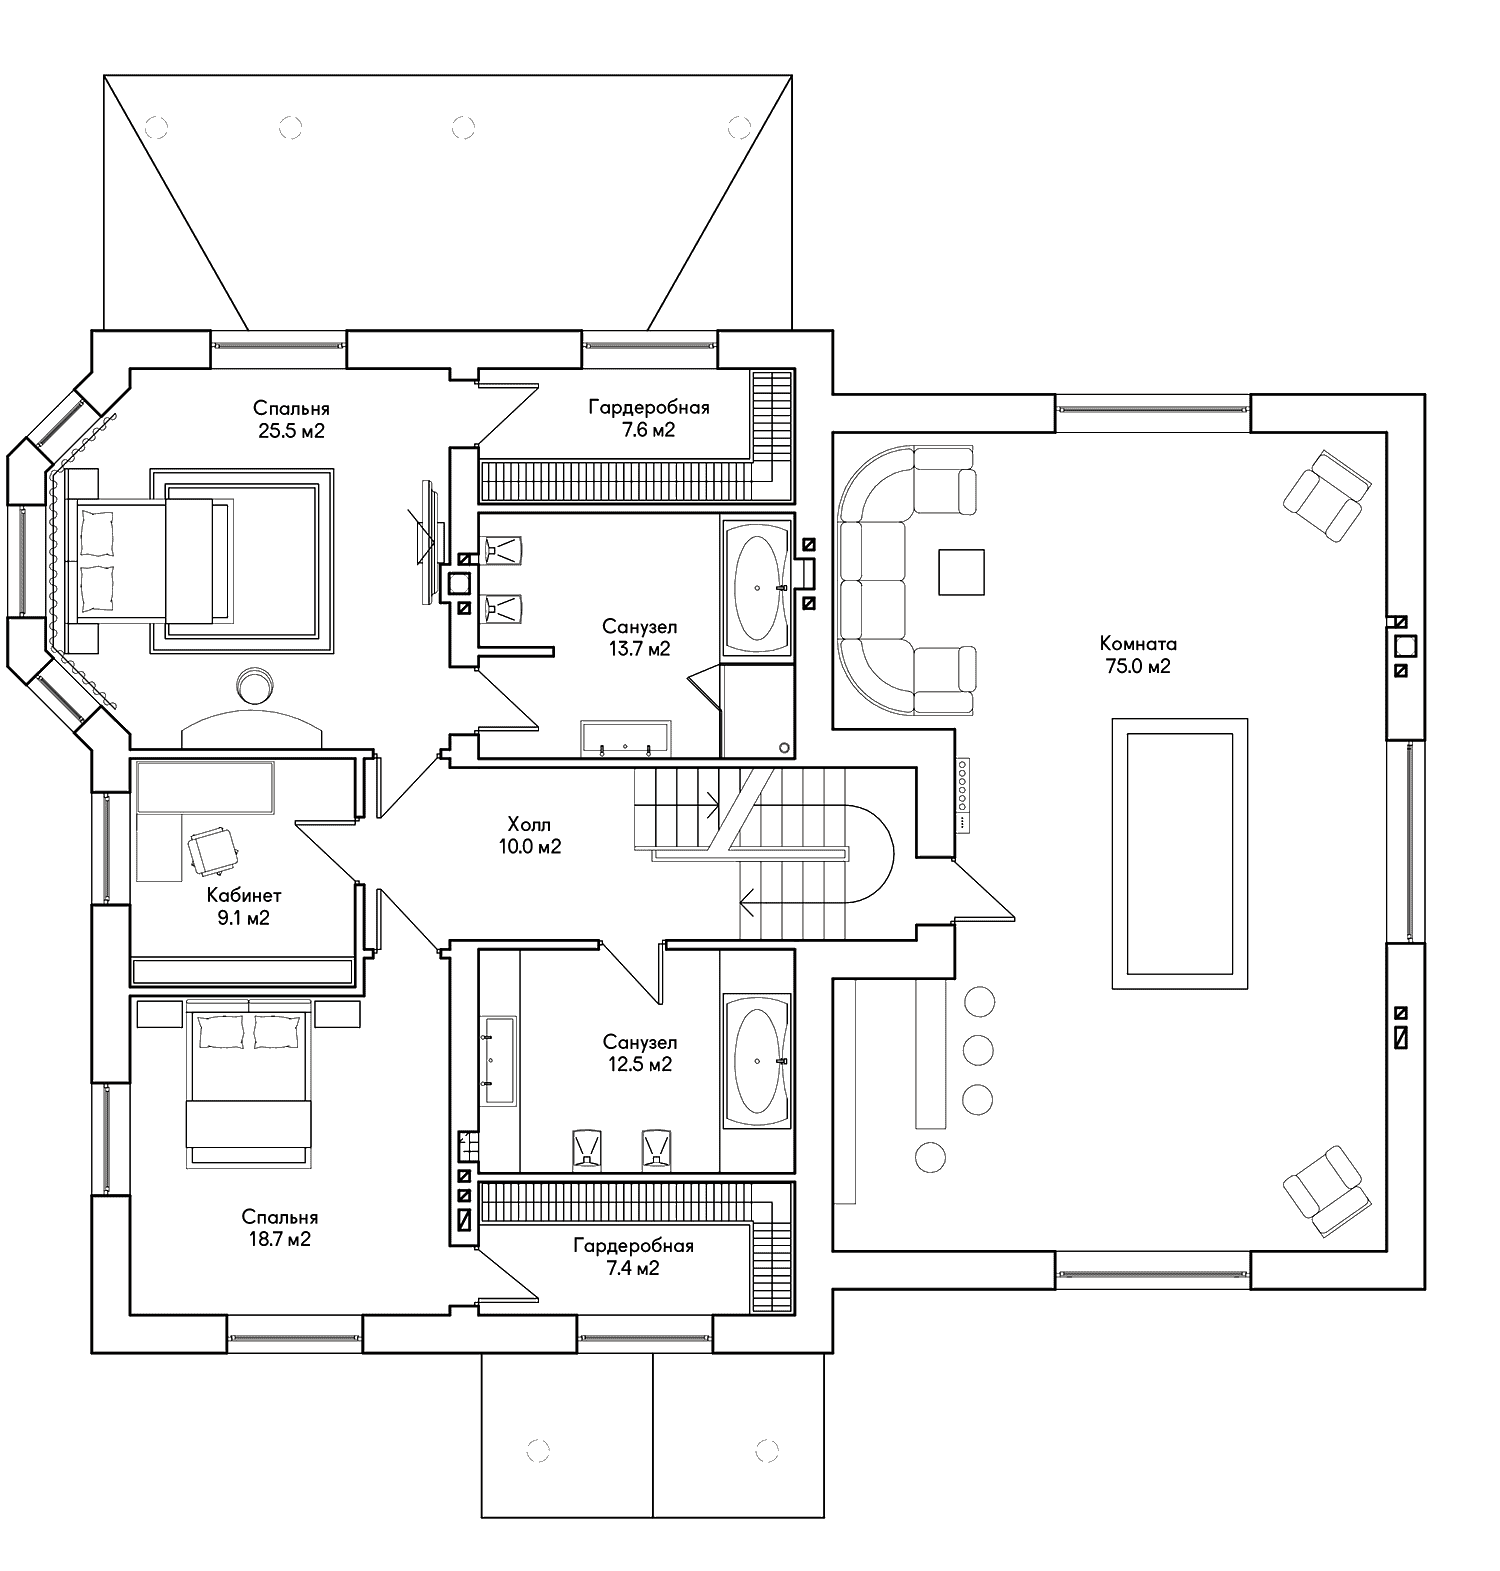 Спальня
25.5 м2
Гардеробная
7.6 м2
Санузел
13.7 м2
Комната
75.0 м2
Холл
10.0 м2
Кабинет
9.1 м2
Санузел
12.5 м2
Спальня
18.7 м2
Гардеробная
7.4 м2